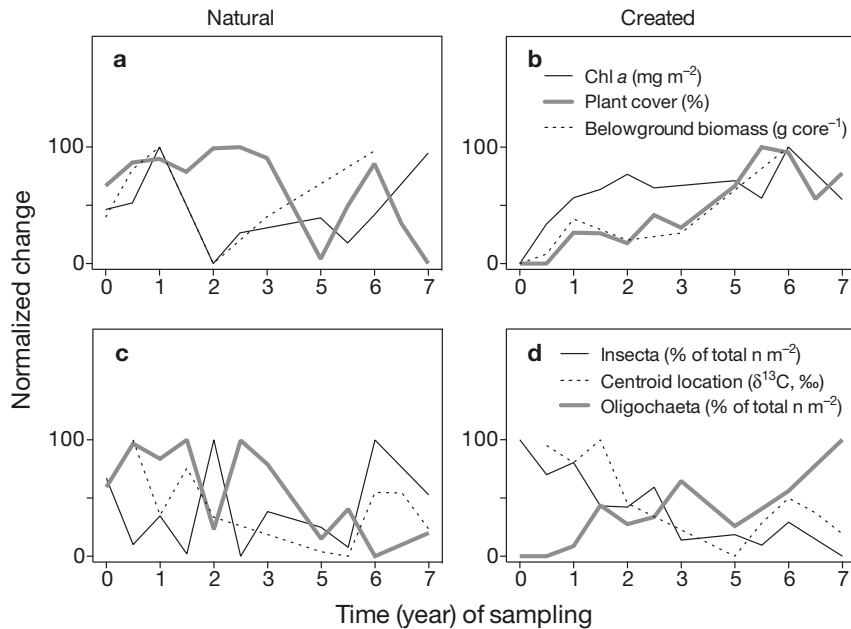 Natural
Created
a
b
Chl a (mg m⁻²)
Plant cover (%)
Belowground biomass (g core⁻¹)
100
0
0 1 2 3 5 6 7
100
0
0 1 2 3 5 6 7
Normalized change
c
d
Insecta (% of total n m⁻²)
Centroid location (δ¹³C, ‰)
Oligochaeta (% of total n m⁻²)
100
0
0 1 2 3 5 6 7
100
0
0 1 2 3 5 6 7
Time (year) of sampling